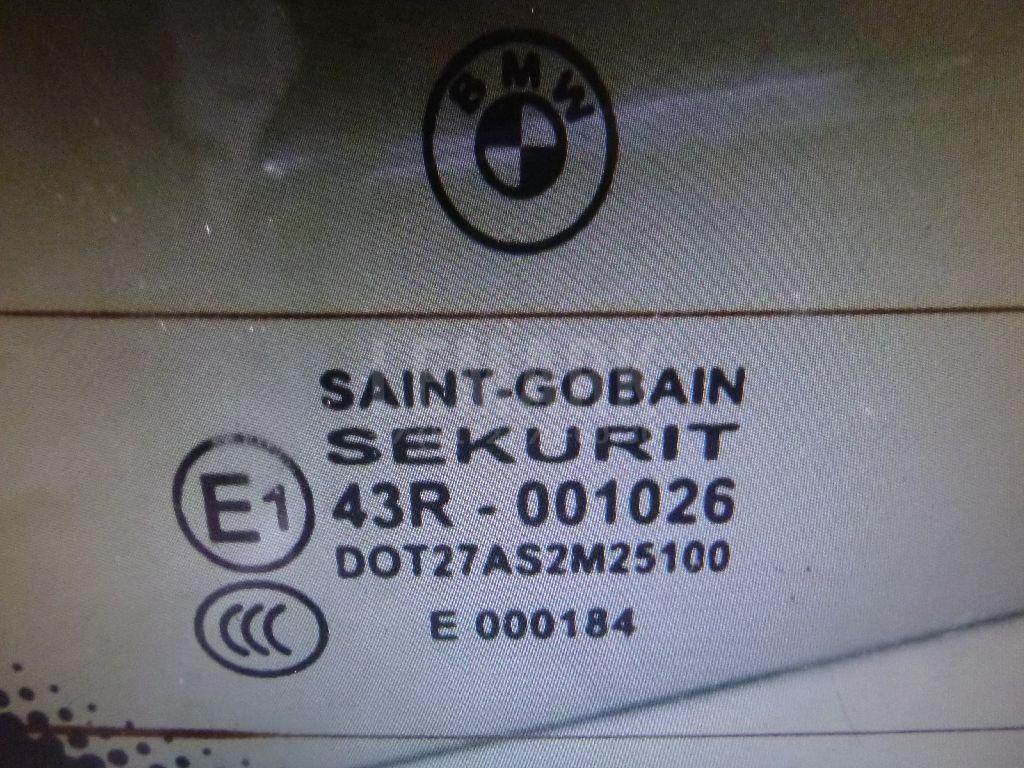 BMW
SAINT-GOBAIN
SEKURIT
E1
43R - 001026
DOT27AS2M25100
CCC
E 000184